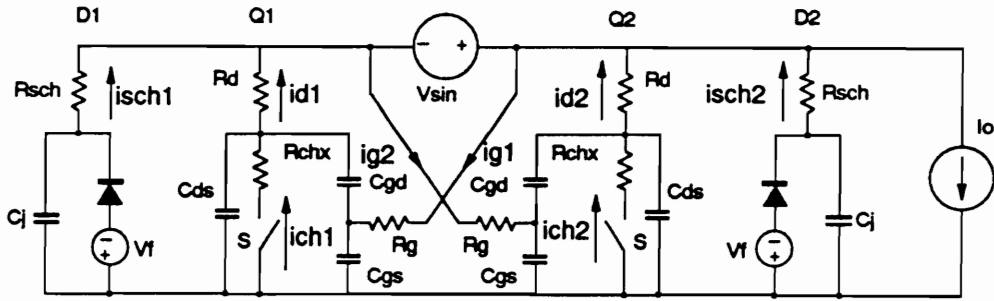 D1 Q1 Q2 D2
− +
Rsch isch1 Rd id1 Vsin id2 Rd isch2 Rsch
Io
Rchx ig2 ig1 Rchx
Cgd Cgd
Cds Cds
Cj S ich1 Rg Rg ich2 S Cj
− Vf + Cgs Cgs Vf − +